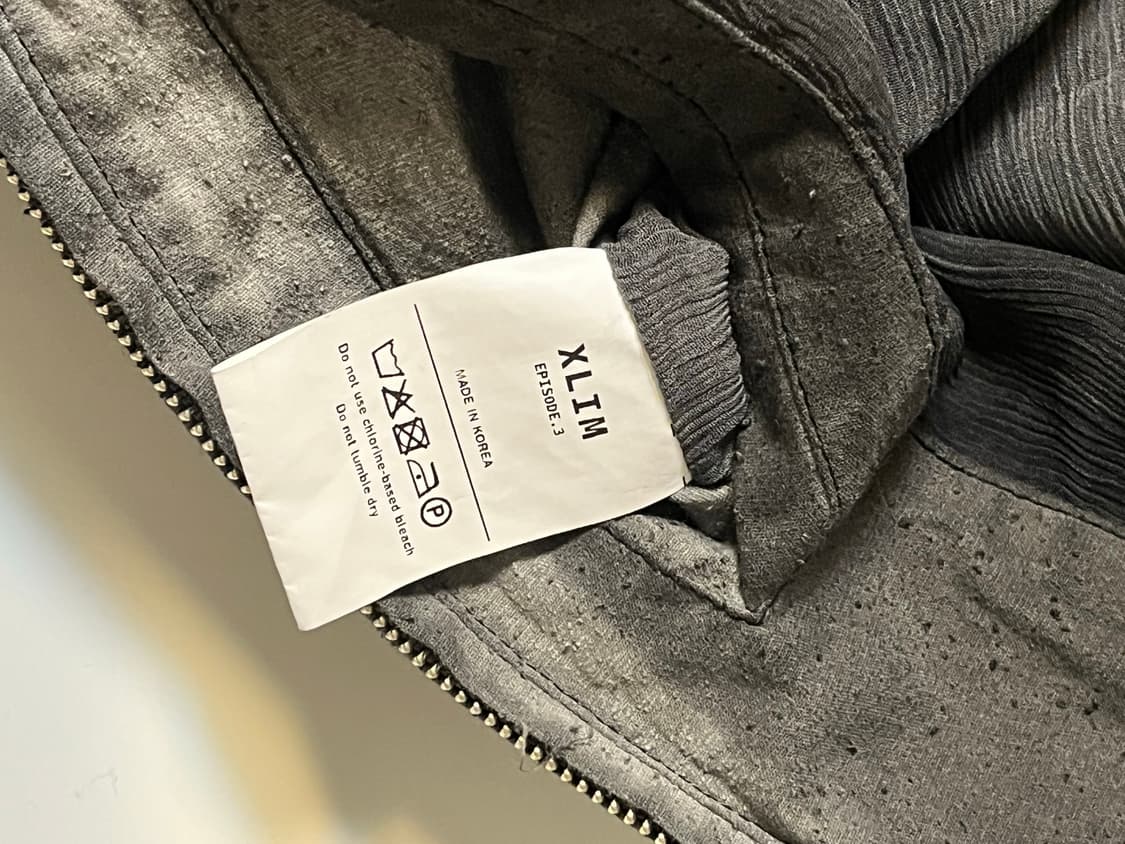 XLIM
EPISODE.3
MADE IN KOREA
P
Do not use chlorine-based bleach
Do not tumble dry